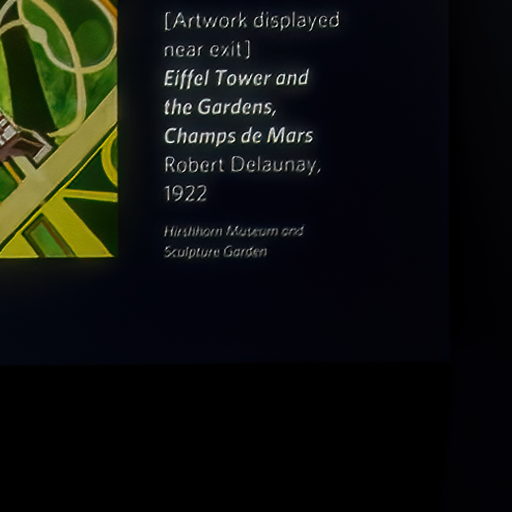 [Artwork displayed
near exit]
Eiffel Tower and
the Gardens,
Champs de Mars
Robert Delaunay,
1922
Hirshhorn Museum and
Sculpture Garden